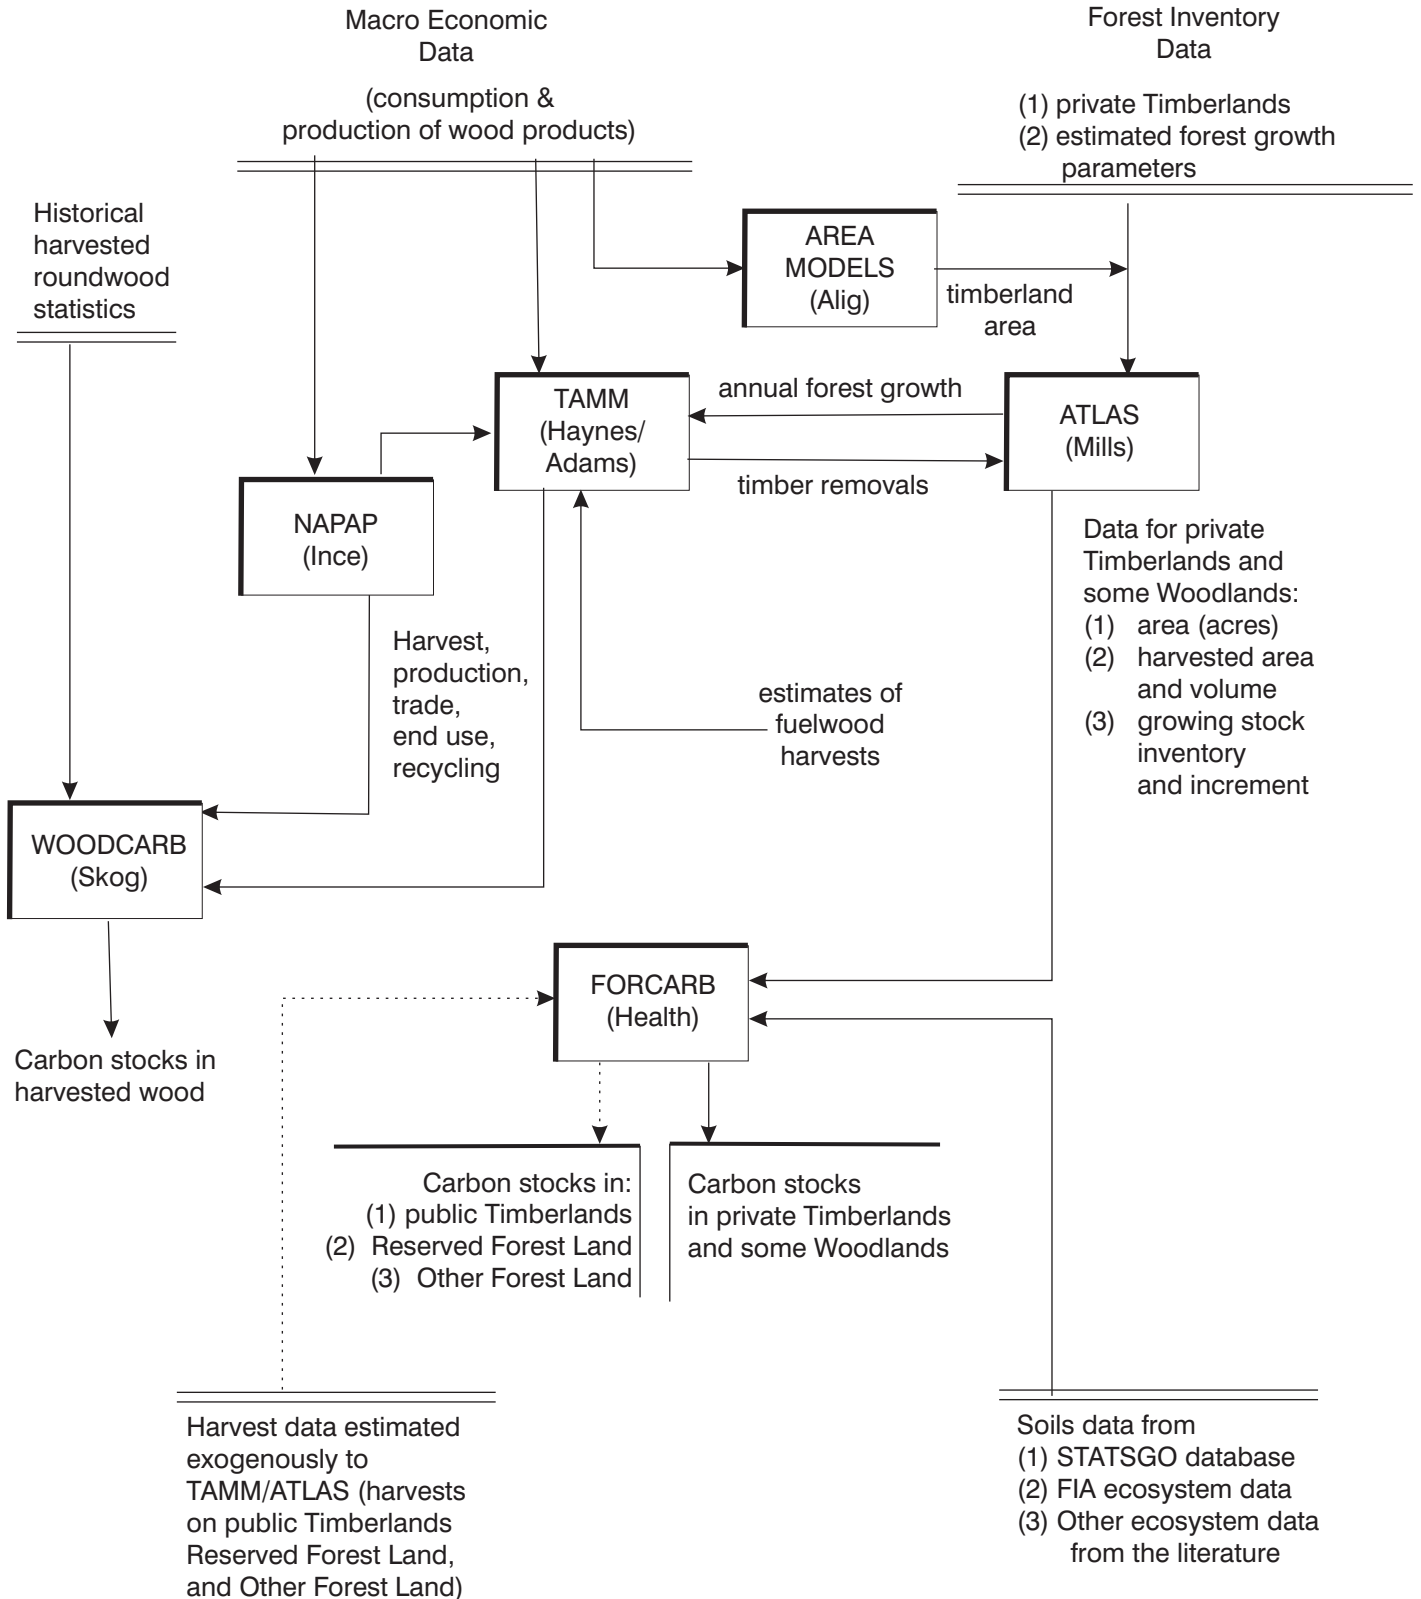 Macro Economic
Data
(consumption &
production of wood products)
Forest Inventory
Data
(1) private Timberlands
(2) estimated forest growth
parameters
Historical
harvested
roundwood
statistics
AREA
MODELS
(Alig)
timberland
area
TAMM
(Haynes/
Adams)
annual forest growth
timber removals
ATLAS
(Mills)
NAPAP
(Ince)
Harvest,
production,
trade,
end use,
recycling
estimates of
fuelwood
harvests
Data for private
Timberlands and
some Woodlands:
(1) area (acres)
(2) harvested area
and volume
(3) growing stock
inventory
and increment
WOODCARB
(Skog)
Carbon stocks in
harvested wood
FORCARB
(Health)
Carbon stocks in:
(1) public Timberlands
(2) Reserved Forest Land
(3) Other Forest Land
Carbon stocks
in private Timberlands
and some Woodlands
Harvest data estimated
exogenously to
TAMM/ATLAS (harvests
on public Timberlands
Reserved Forest Land,
and Other Forest Land)
Soils data from
(1) STATSGO database
(2) FIA ecosystem data
(3) Other ecosystem data
from the literature